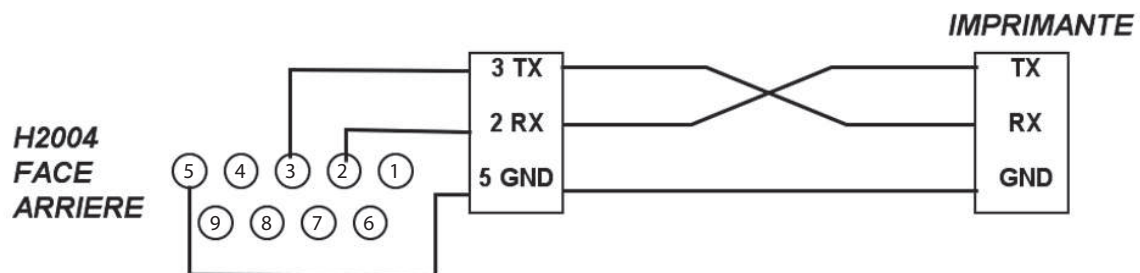 IMPRIMANTE
3 TX
TX
2 RX
RX
H2004
FACE
ARRIERE
5 4 3 2 1
5 GND
GND
9 8 7 6